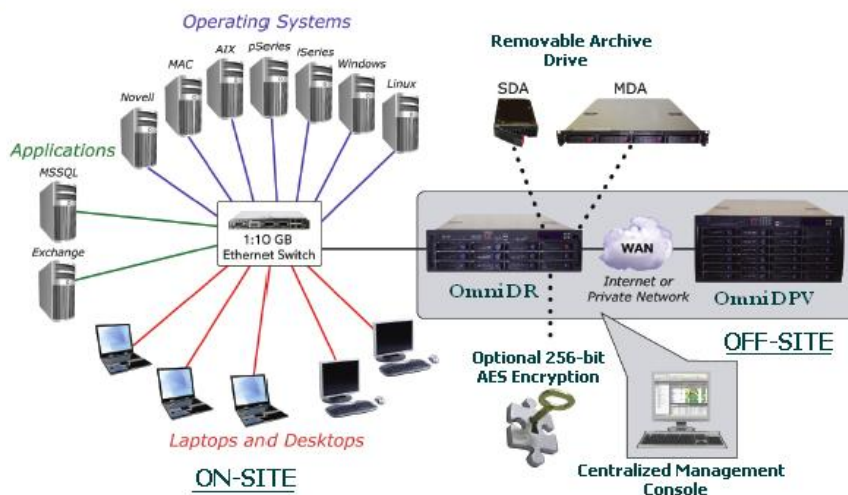 Operating Systems
Novell
MAC
AIX
pSeries
iSeries
Windows
Linux
Applications
MSSQL
Exchange
1:10 GB
Ethernet Switch
Laptops and Desktops
ON-SITE
Removable Archive
Drive
SDA
MDA
OmniDR
WAN
Internet or
Private Network
OmniDPV
OFF-SITE
Optional 256-bit
AES Encryption
Centralized Management
Console